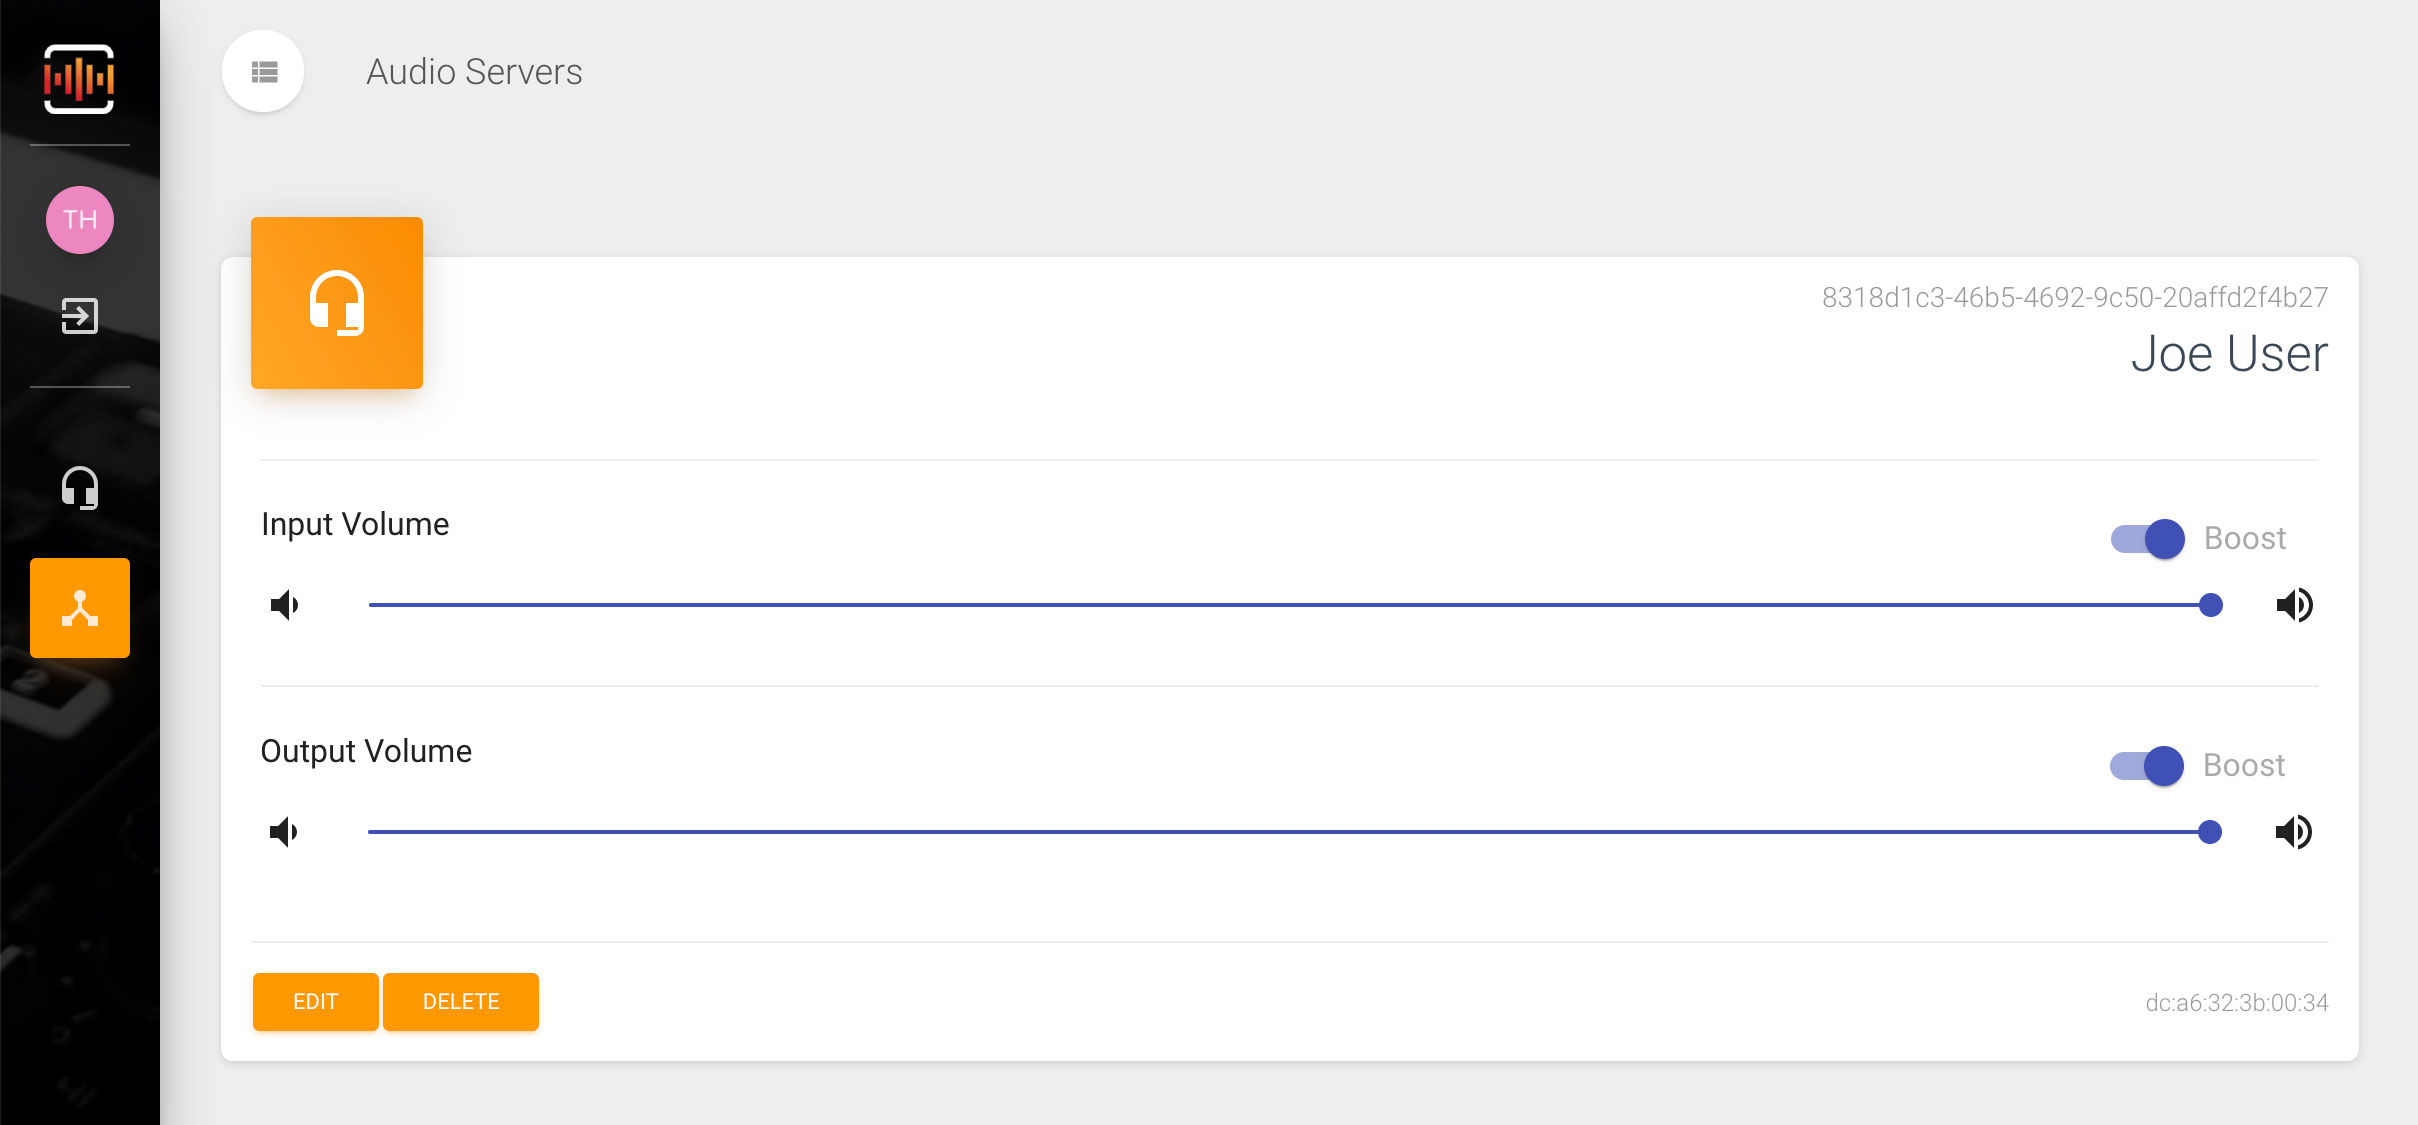 Audio Servers
TH
8318d1c3-46b5-4692-9c50-20affd2f4b27
Joe User
Input Volume
Boost
Output Volume
Boost
EDIT
DELETE
dc:a6:32:3b:00:34